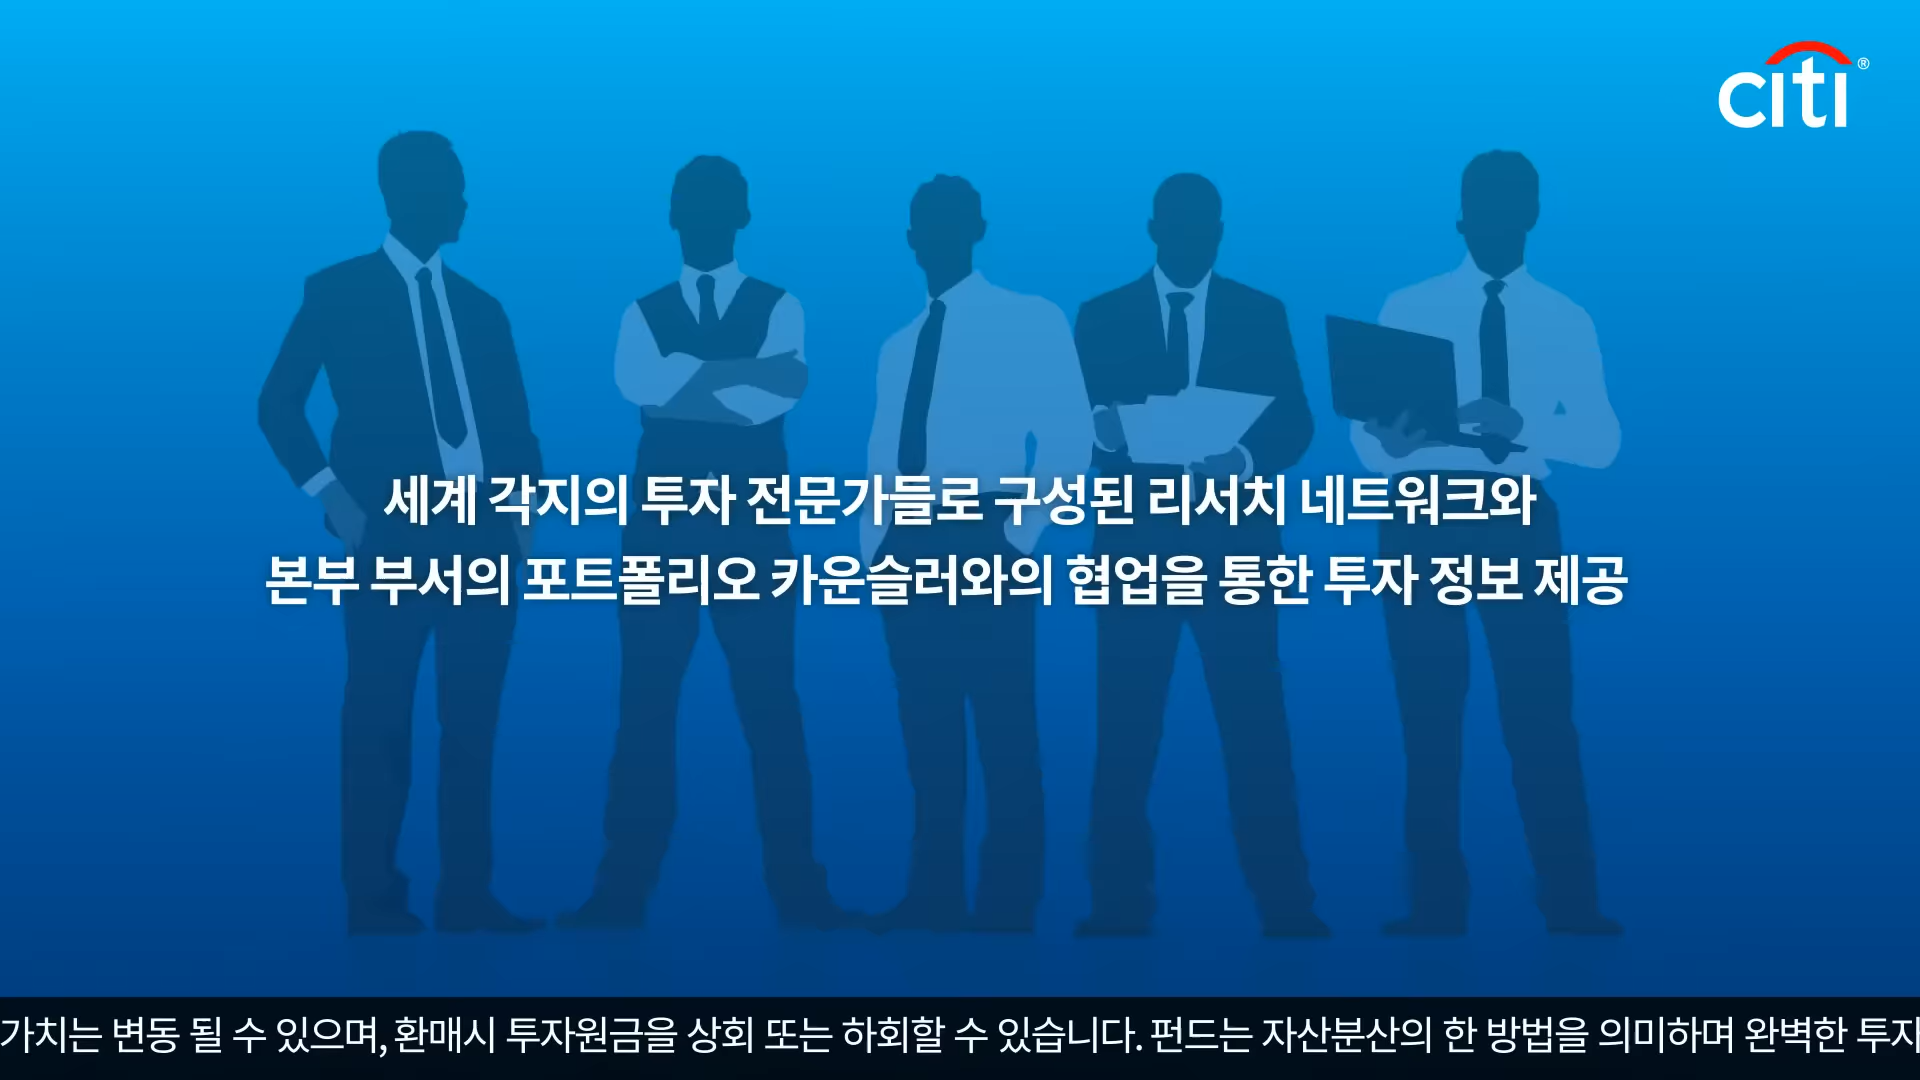 citi®
세계 각지의 투자 전문가들로 구성된 리서치 네트워크와
본부 부서의 포트폴리오 카운슬러와의 협업을 통한 투자 정보 제공
가치는 변동 될 수 있으며, 환매시 투자원금을 상회 또는 하회할 수 있습니다. 펀드는 자산분산의 한 방법을 의미하며 완벽한 투자